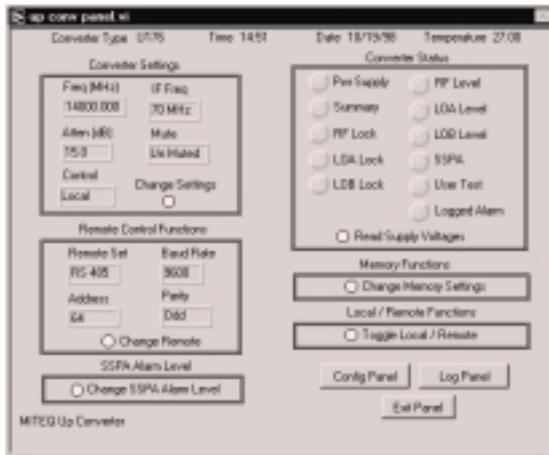 up conv panel.vi
Converter Type U176 Time 14:51 Date 10/19/98 Temperature 27.00
Converter Settings
Freq (MHz) IF Freq
14000.000 70 MHz
Atten (dB) Mute
15.0 Un Muted
Control
Local
Change Settings
Remote Control Functions
Remote Set Baud Rate
RS 485 9600
Address Parity
64 Odd
Change Remote
SSPA Alarm Level
Change SSPA Alarm Level
MITEQ Up Converter
Converter Status
Pwr Supply RF Level
Summary LOA Level
RF Lock LOB Level
LOA Lock SSPA
LOB Lock User Test
Logged Alarm
Read Supply Voltages
Memory Functions
Change Memory Settings
Local / Remote Functions
Toggle Local / Remote
Config Panel Log Panel
Exit Panel